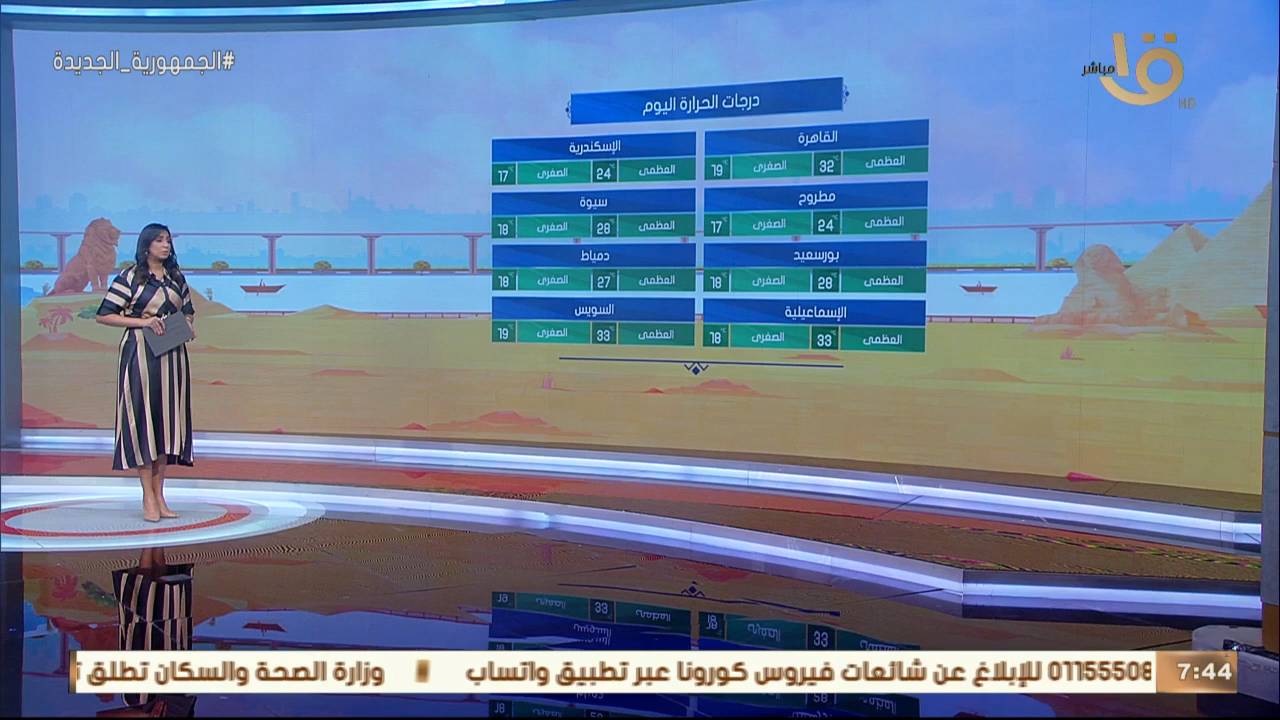 #الجمهورية_الجديدة
مباشر
HD
درجات الحرارة اليوم
القاهرة
العظمى 32 الصغرى 19
الإسكندرية
العظمى 24 الصغرى 17
مطروح
العظمى 24 الصغرى 17
سيوة
العظمى 28 الصغرى 18
بورسعيد
العظمى 28 الصغرى 18
دمياط
العظمى 27 الصغرى 18
الإسماعيلية
العظمى 33 الصغرى 18
السويس
العظمى 33 الصغرى 19
7:44
01155508 للإبلاغ عن شائعات فيروس كورونا عبر تطبيق واتساب
وزارة الصحة والسكان تطلق